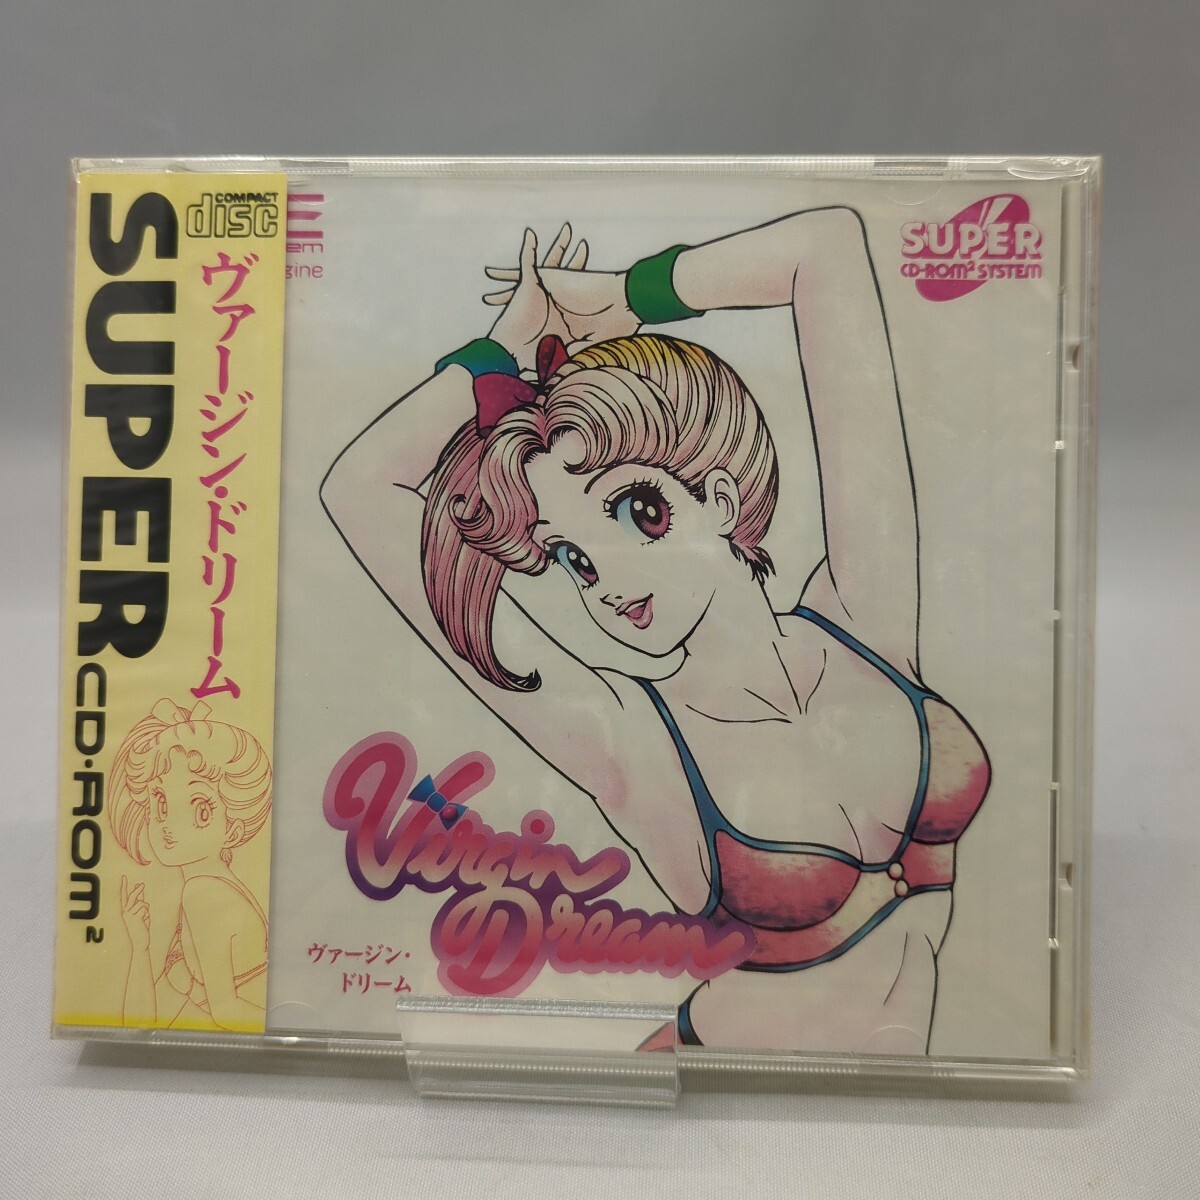 COMPACT
disc
SUPER CD-ROM²
ヴァージン・ドリーム
SUPER
CD-ROM² SYSTEM
Virgin
Dream
ヴァージン・
ドリーム